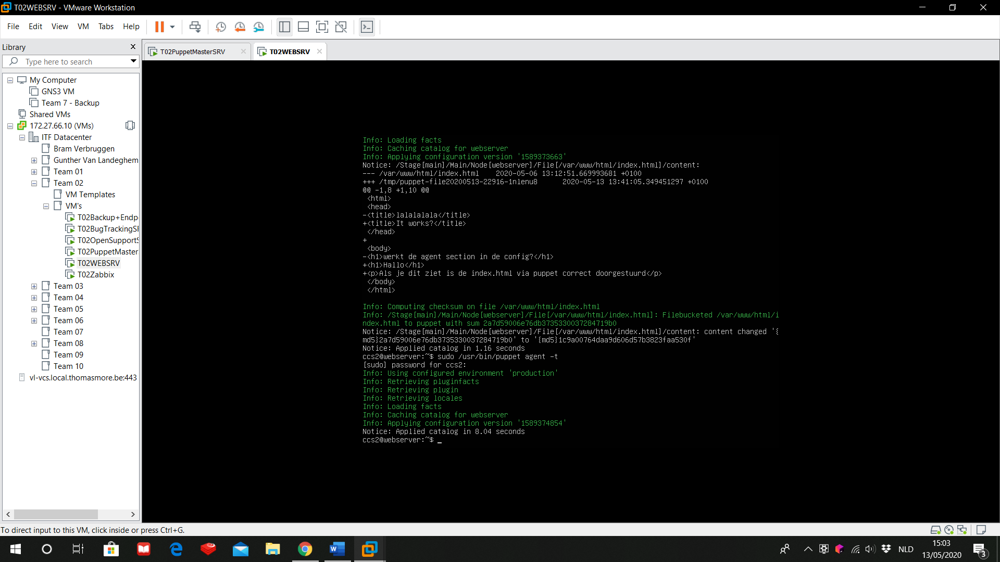 T02WEBSRV - VMware Workstation
File Edit View VM Tabs Help
Library
Type here to search
My Computer
GNS3 VM
Team 7 - Backup
Shared VMs
172.27.66.10 (VMs)
ITF Datacenter
Bram Verbruggen
Gunther Van Landeghem
Team 01
Team 02
VM Templates
VM's
T02Backup+Endp
T02BugTrackingS
T02OpenSupportS
T02PuppetMaster
T02WEBSRV
T02Zabbix
Team 03
Team 04
Team 05
Team 06
Team 07
Team 08
Team 09
Team 10
vl-vcs.local.thomasmore.be:443
T02PuppetMasterSRV
T02WEBSRV
Info: Loading facts
Info: Caching catalog for webserver
Info: Applying configuration version '1589373663'
Notice: /Stage[main]/Main/Node[webserver]/File[/var/www/html/index.html]/content:
--- /var/www/html/index.html 2020-05-06 13:12:51.669993681 +0100
+++ /tmp/puppet-file20200513-22916-1nlenu8 2020-05-13 13:41:05.349451297 +0100
@@ -1,8 +1,10 @@
<html>
<head>
-<title>lalalalala</title>
+<title>It works?</title>
</head>
+
<body>
-<h1>werkt de agent section in de config?</h1>
+<h1>Hallo</h1>
+<p>Als je dit ziet is de index.html via puppet correct doorgestuurd</p>
</body>
</html>
Info: Computing checksum on file /var/www/html/index.html
Info: /Stage[main]/Main/Node[webserver]/File[/var/www/html/index.html]: Filebucketed /var/www/html/i
ndex.html to puppet with sum 2a7d59006e76db3735330037284719b0
Notice: /Stage[main]/Main/Node[webserver]/File[/var/www/html/index.html]/content: content changed '{
md5}2a7d59006e76db3735330037284719b0' to '{md5}1c9a00764daa9d606d57b3823faa530f'
Notice: Applied catalog in 1.16 seconds
ccs2@webserver:~$ sudo /usr/bin/puppet agent -t
[sudo] password for ccs2:
Info: Using configured environment 'production'
Info: Retrieving pluginfacts
Info: Retrieving plugin
Info: Retrieving locales
Info: Loading facts
Info: Caching catalog for webserver
Info: Applying configuration version '1589374854'
Notice: Applied catalog in 8.04 seconds
ccs2@webserver:~$ _
To direct input to this VM, click inside or press Ctrl+G.
NLD
15:03
13/05/2020
3